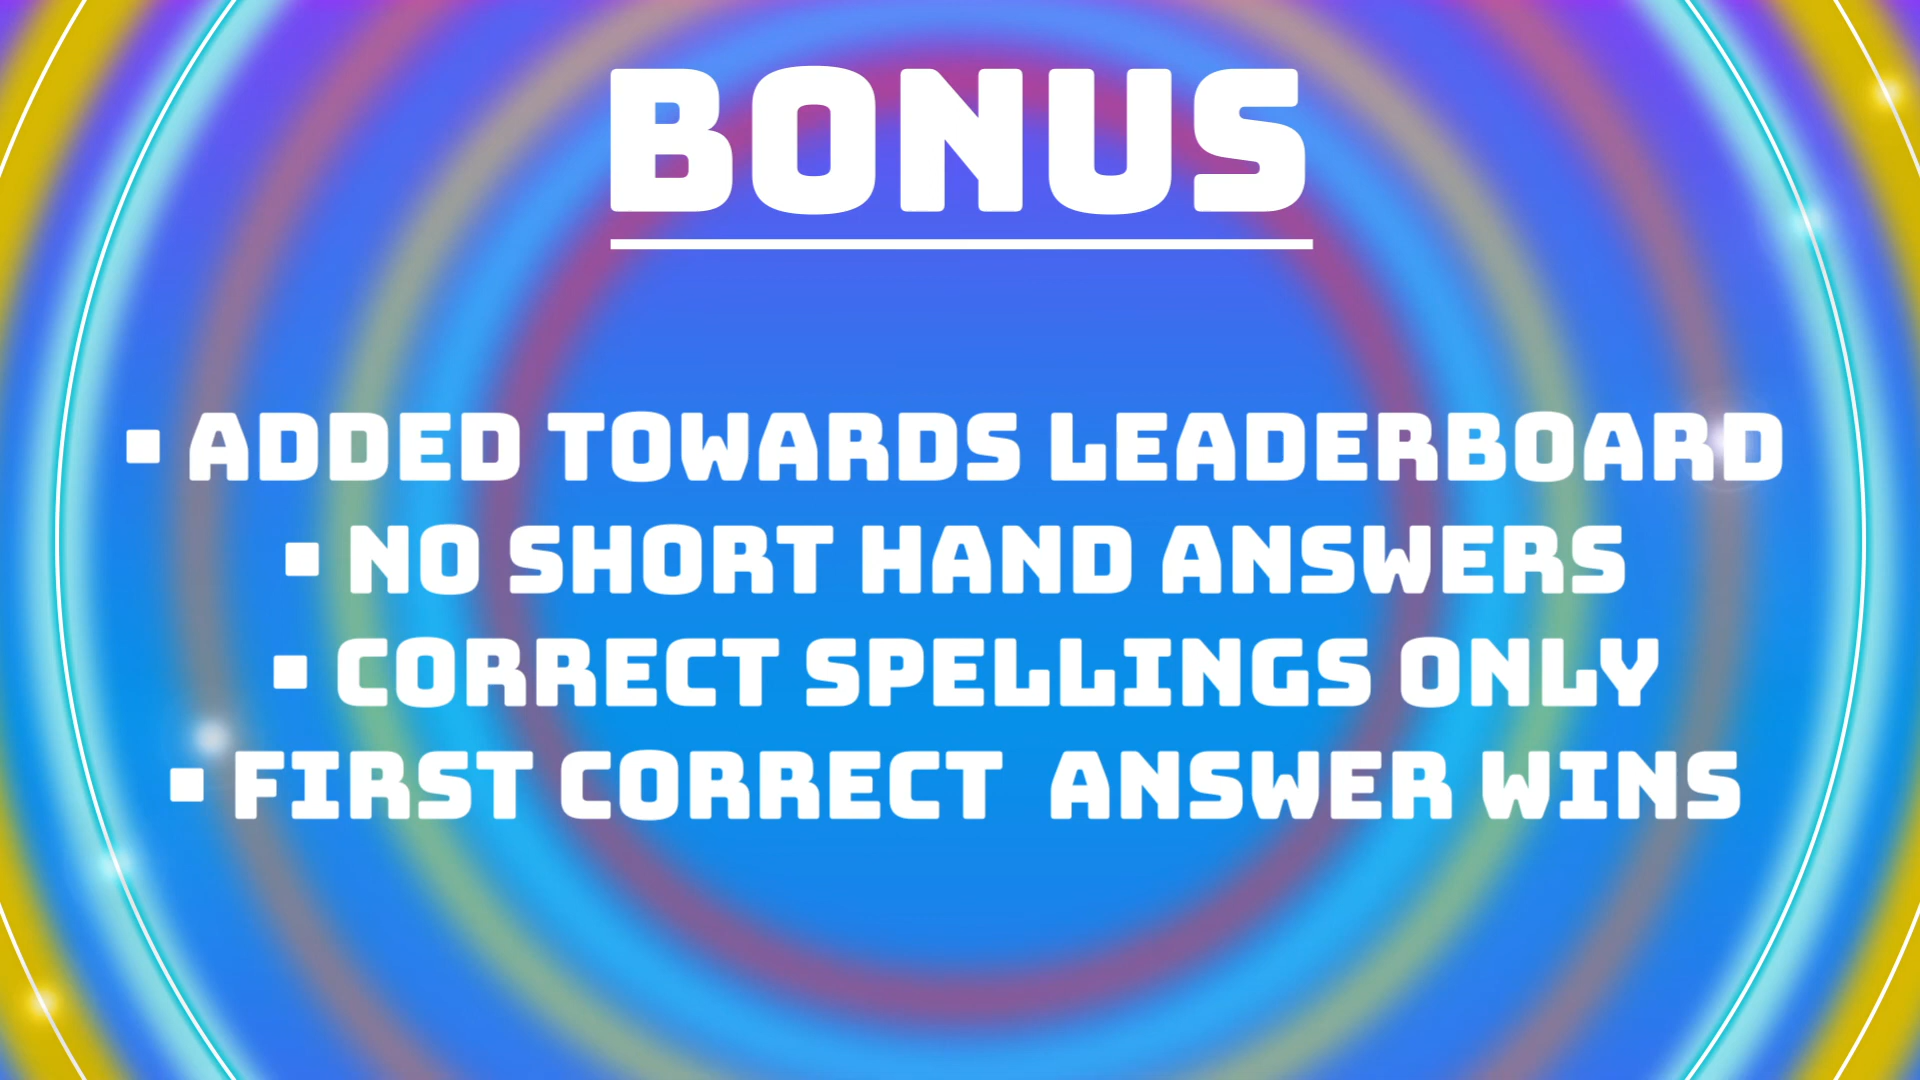 BONUS
▪ ADDED TOWARDS LEADERBOARD
▪ NO SHORT HAND ANSWERS
▪ CORRECT SPELLINGS ONLY
▪ FIRST CORRECT  ANSWER WINS